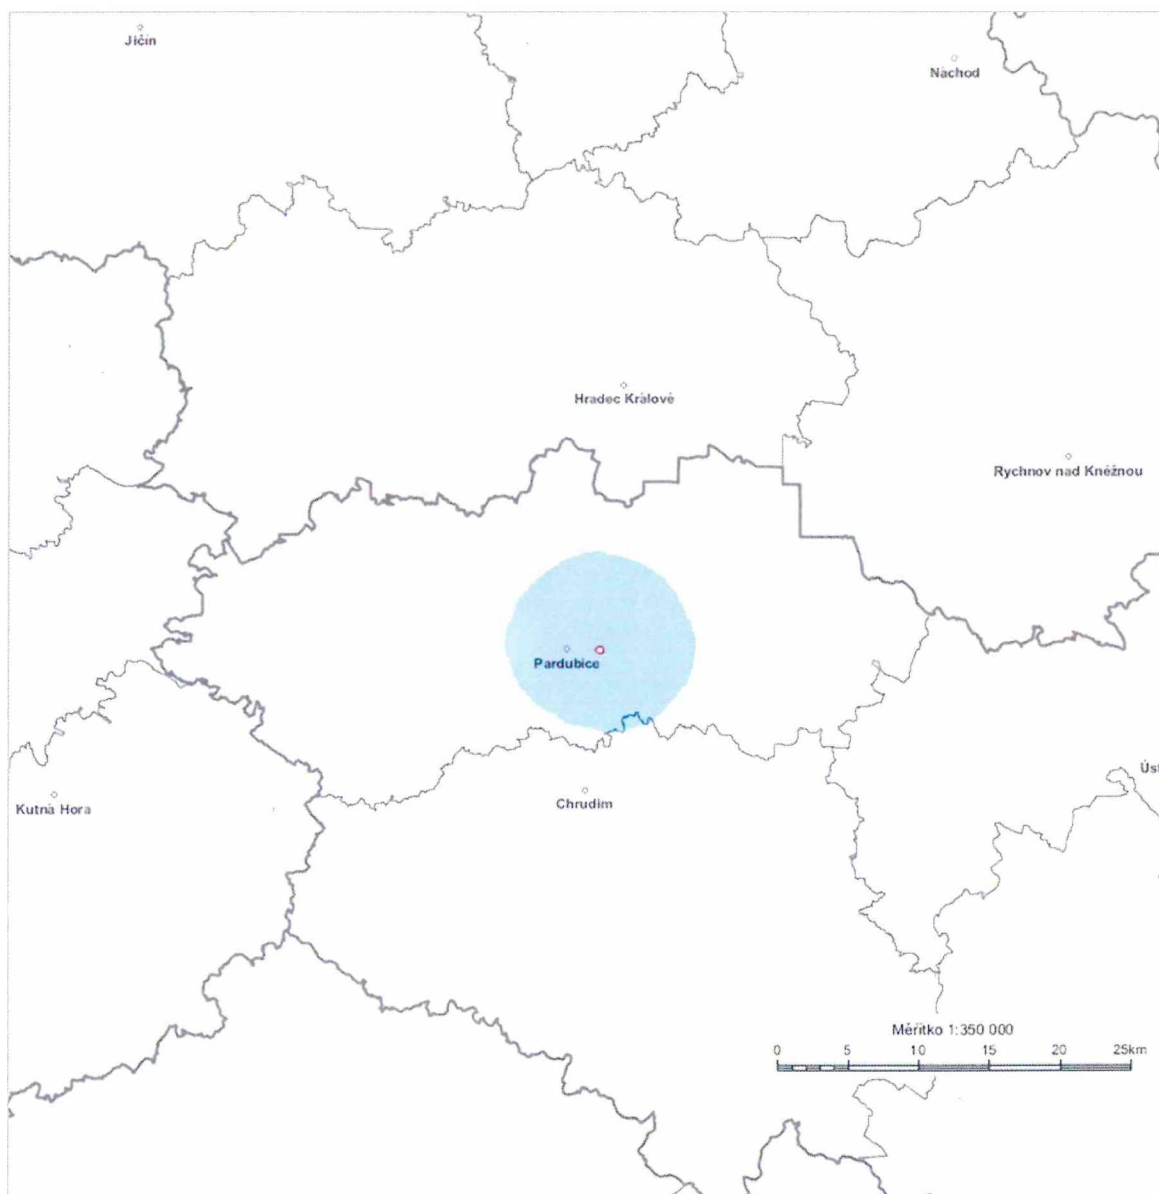 Jičín
Náchod
Hradec Králové
Rychnov nad Kněžnou
Pardubice
Kutná Hora
Chrudim
Úst
Měřítko 1:350 000
0 5 10 15 20 25km